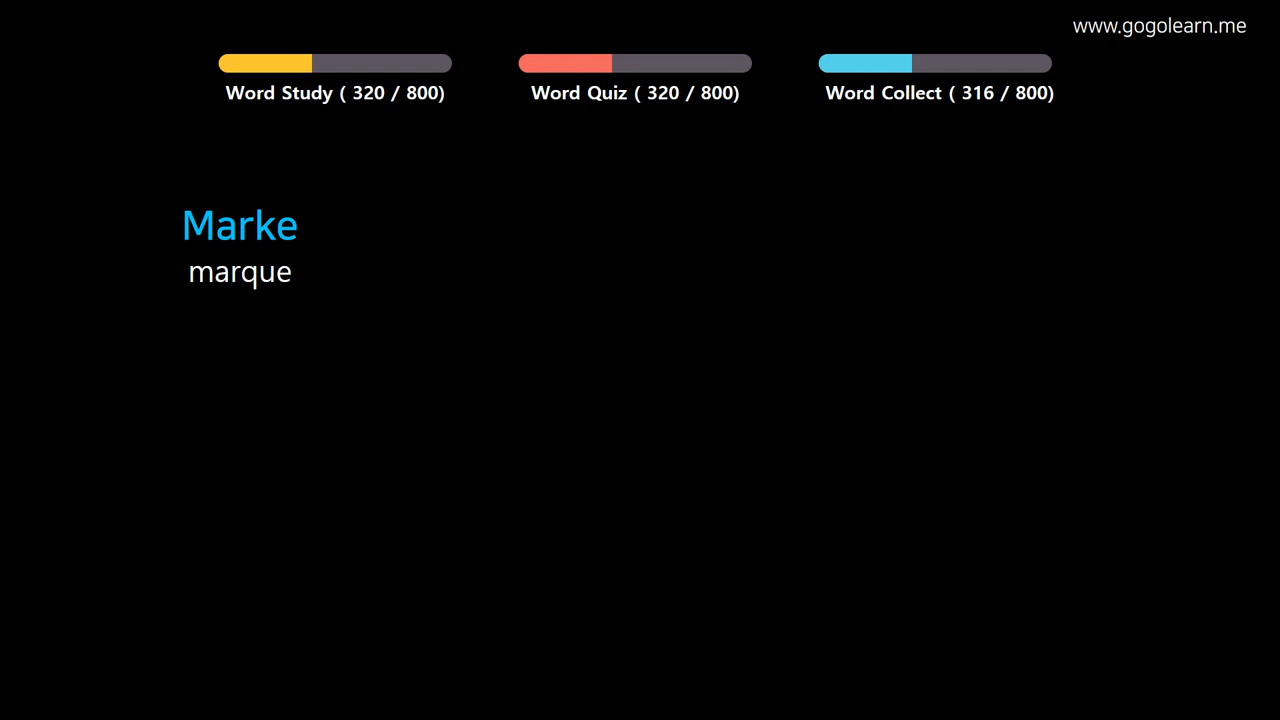 www.gogolearn.me
Word Study ( 320 / 800)
Word Quiz ( 320 / 800)
Word Collect ( 316 / 800)
Marke
marque